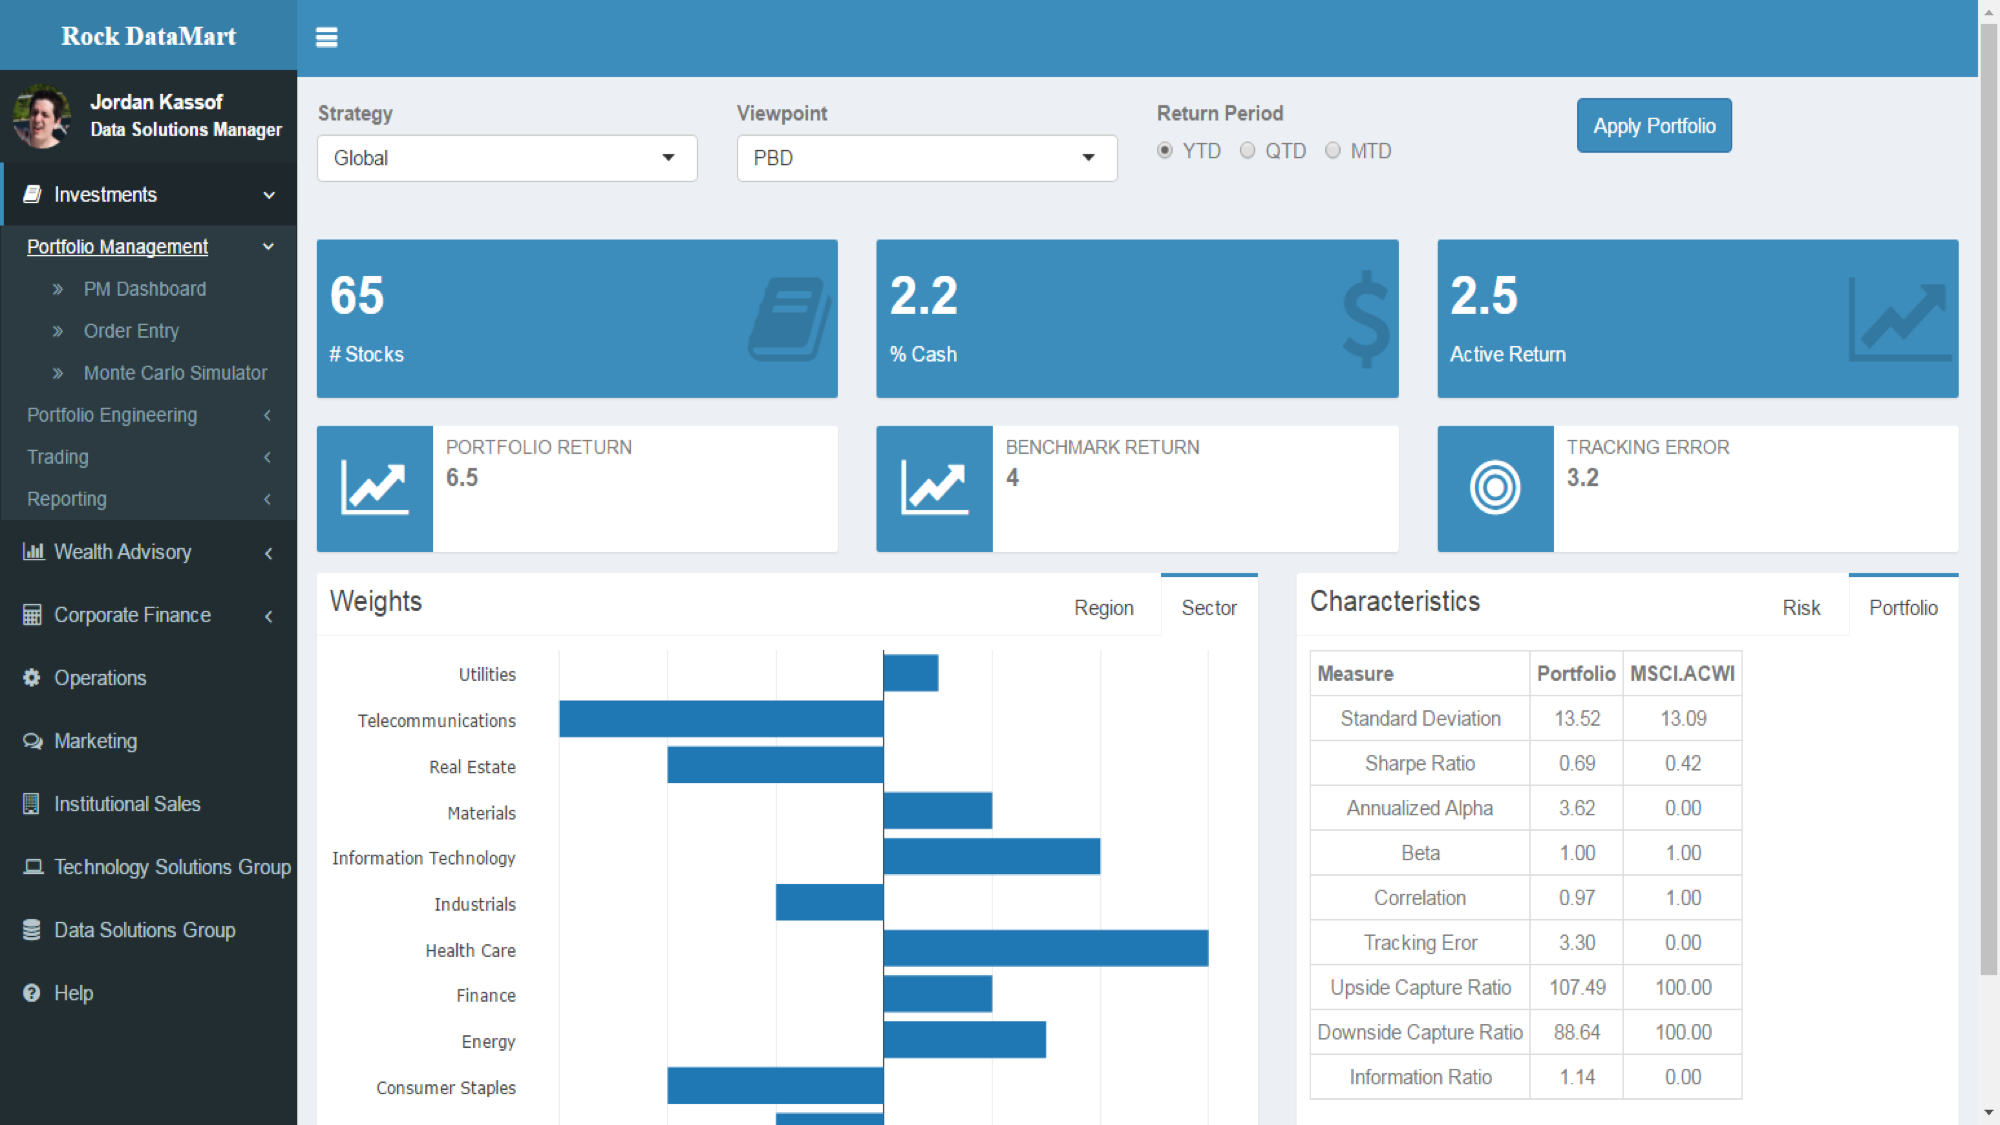 Rock DataMart
Jordan Kassof
Data Solutions Manager
Investments
Portfolio Management
PM Dashboard
Order Entry
Monte Carlo Simulator
Portfolio Engineering
Trading
Reporting
Wealth Advisory
Corporate Finance
Operations
Marketing
Institutional Sales
Technology Solutions Group
Data Solutions Group
Help
Strategy
Global
Viewpoint
PBD
Return Period
YTD QTD MTD
Apply Portfolio
65
# Stocks
2.2
% Cash
2.5
Active Return
PORTFOLIO RETURN
6.5
BENCHMARK RETURN
4
TRACKING ERROR
3.2
Weights
Region
Sector
Utilities
Telecommunications
Real Estate
Materials
Information Technology
Industrials
Health Care
Finance
Energy
Consumer Staples
Characteristics
Risk
Portfolio
Measure Portfolio MSCI.ACWI
Standard Deviation 13.52 13.09
Sharpe Ratio 0.69 0.42
Annualized Alpha 3.62 0.00
Beta 1.00 1.00
Correlation 0.97 1.00
Tracking Eror 3.30 0.00
Upside Capture Ratio 107.49 100.00
Downside Capture Ratio 88.64 100.00
Information Ratio 1.14 0.00